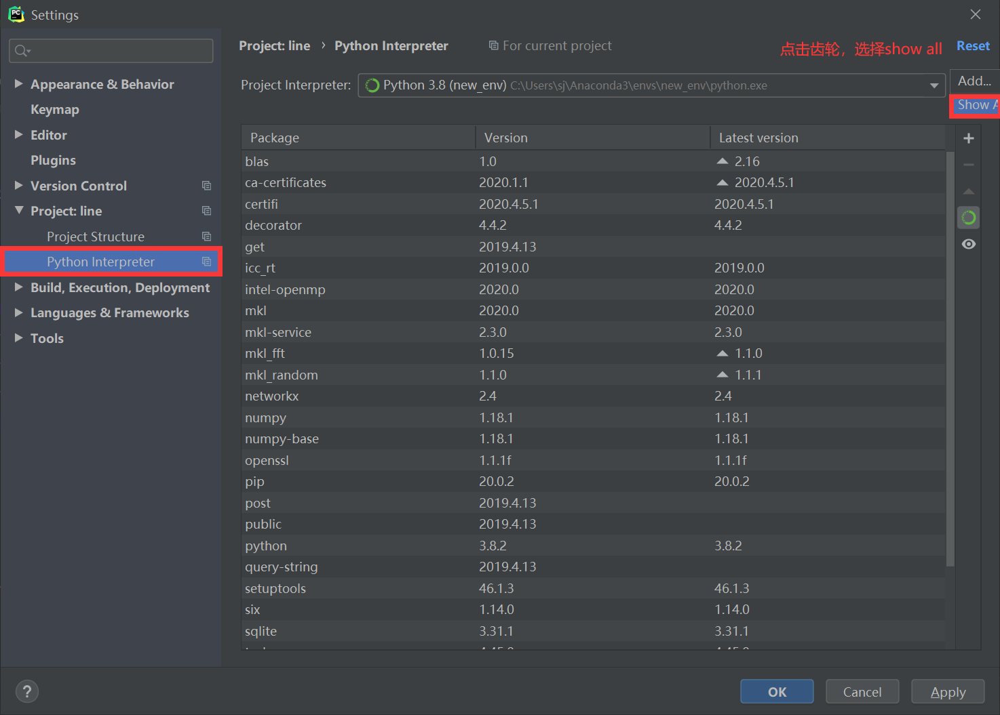 Settings
Project: line › Python Interpreter For current project 点击齿轮，选择show all Reset
Appearance & Behavior
Keymap
Editor
Plugins
Version Control
Project: line
Project Structure
Python Interpreter
Build, Execution, Deployment
Languages & Frameworks
Tools
Project Interpreter: Python 3.8 (new_env) C:\Users\sj\Anaconda3\envs\new_env\python.exe Add...
Show A
Package Version Latest version
blas 1.0 2.16
ca-certificates 2020.1.1 2020.4.5.1
certifi 2020.4.5.1 2020.4.5.1
decorator 4.4.2 4.4.2
get 2019.4.13
icc_rt 2019.0.0 2019.0.0
intel-openmp 2020.0 2020.0
mkl 2020.0 2020.0
mkl-service 2.3.0 2.3.0
mkl_fft 1.0.15 1.1.0
mkl_random 1.1.0 1.1.1
networkx 2.4 2.4
numpy 1.18.1 1.18.1
numpy-base 1.18.1 1.18.1
openssl 1.1.1f 1.1.1f
pip 20.0.2 20.0.2
post 2019.4.13
public 2019.4.13
python 3.8.2 3.8.2
query-string 2019.4.13
setuptools 46.1.3 46.1.3
six 1.14.0 1.14.0
sqlite 3.31.1 3.31.1
? OK Cancel Apply